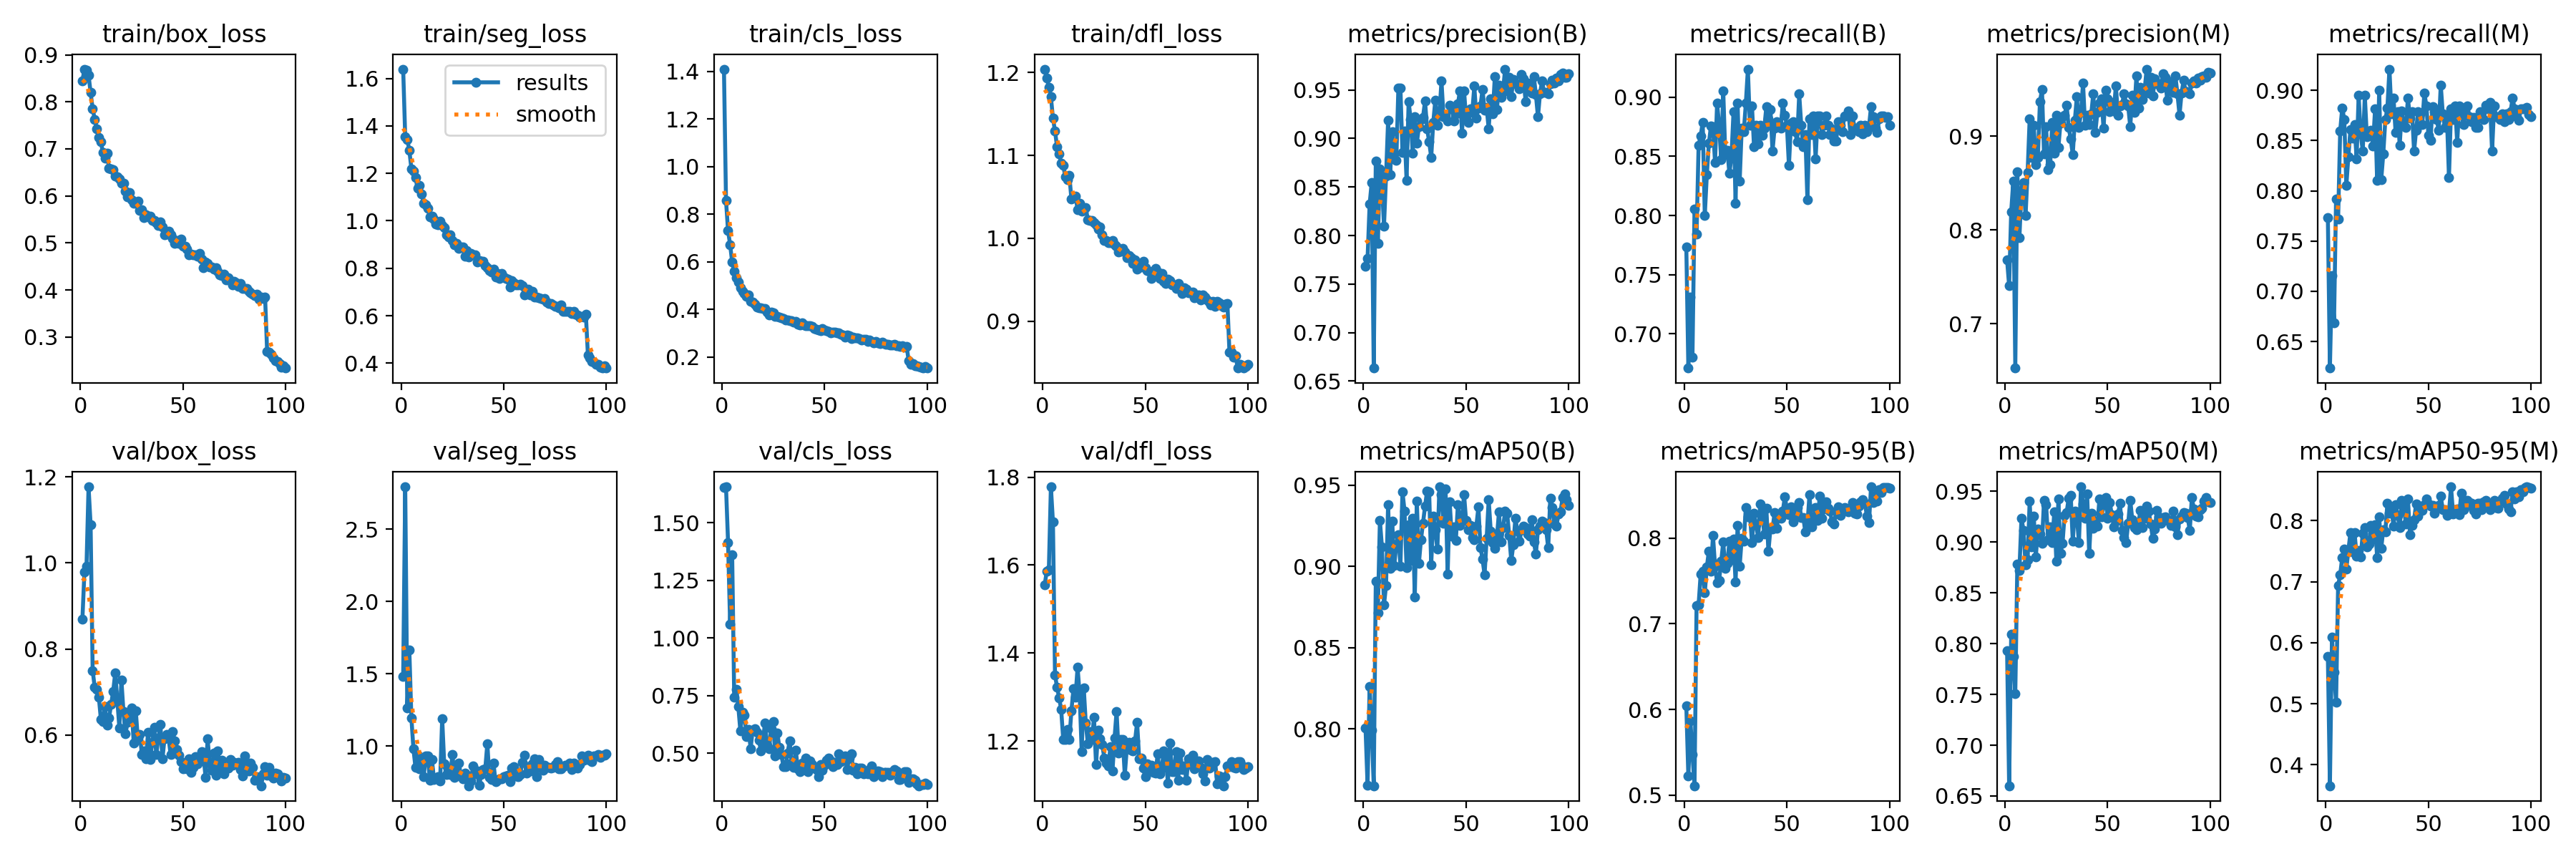 train/box_loss
0.9
0.8
0.7
0.6
0.5
0.4
0.3
0 50 100
train/seg_loss
results
smooth
1.6
1.4
1.2
1.0
0.8
0.6
0.4
0 50 100
train/cls_loss
1.4
1.2
1.0
0.8
0.6
0.4
0.2
0 50 100
train/dfl_loss
1.2
1.1
1.0
0.9
0 50 100
metrics/precision(B)
0.95
0.90
0.85
0.80
0.75
0.70
0.65
0 50 100
metrics/recall(B)
0.90
0.85
0.80
0.75
0.70
0 50 100
metrics/precision(M)
0.9
0.8
0.7
0 50 100
metrics/recall(M)
0.90
0.85
0.80
0.75
0.70
0.65
0 50 100
val/box_loss
1.2
1.0
0.8
0.6
0 50 100
val/seg_loss
2.5
2.0
1.5
1.0
0 50 100
val/cls_loss
1.50
1.25
1.00
0.75
0.50
0 50 100
val/dfl_loss
1.8
1.6
1.4
1.2
0 50 100
metrics/mAP50(B)
0.95
0.90
0.85
0.80
0 50 100
metrics/mAP50-95(B)
0.8
0.7
0.6
0.5
0 50 100
metrics/mAP50(M)
0.95
0.90
0.85
0.80
0.75
0.70
0.65
0 50 100
metrics/mAP50-95(M)
0.8
0.7
0.6
0.5
0.4
0 50 100